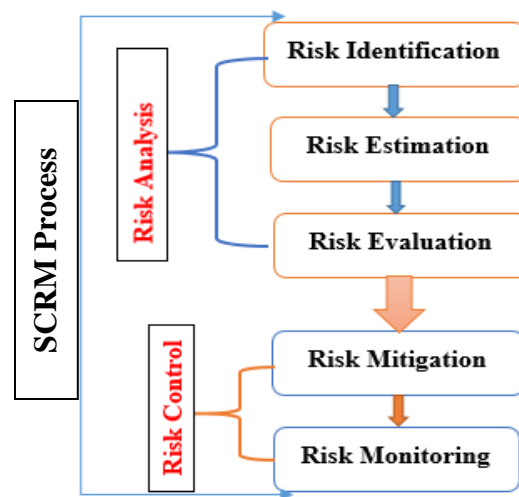 SCRM Process
Risk Analysis
Risk Identification
Risk Estimation
Risk Evaluation
Risk Control
Risk Mitigation
Risk Monitoring